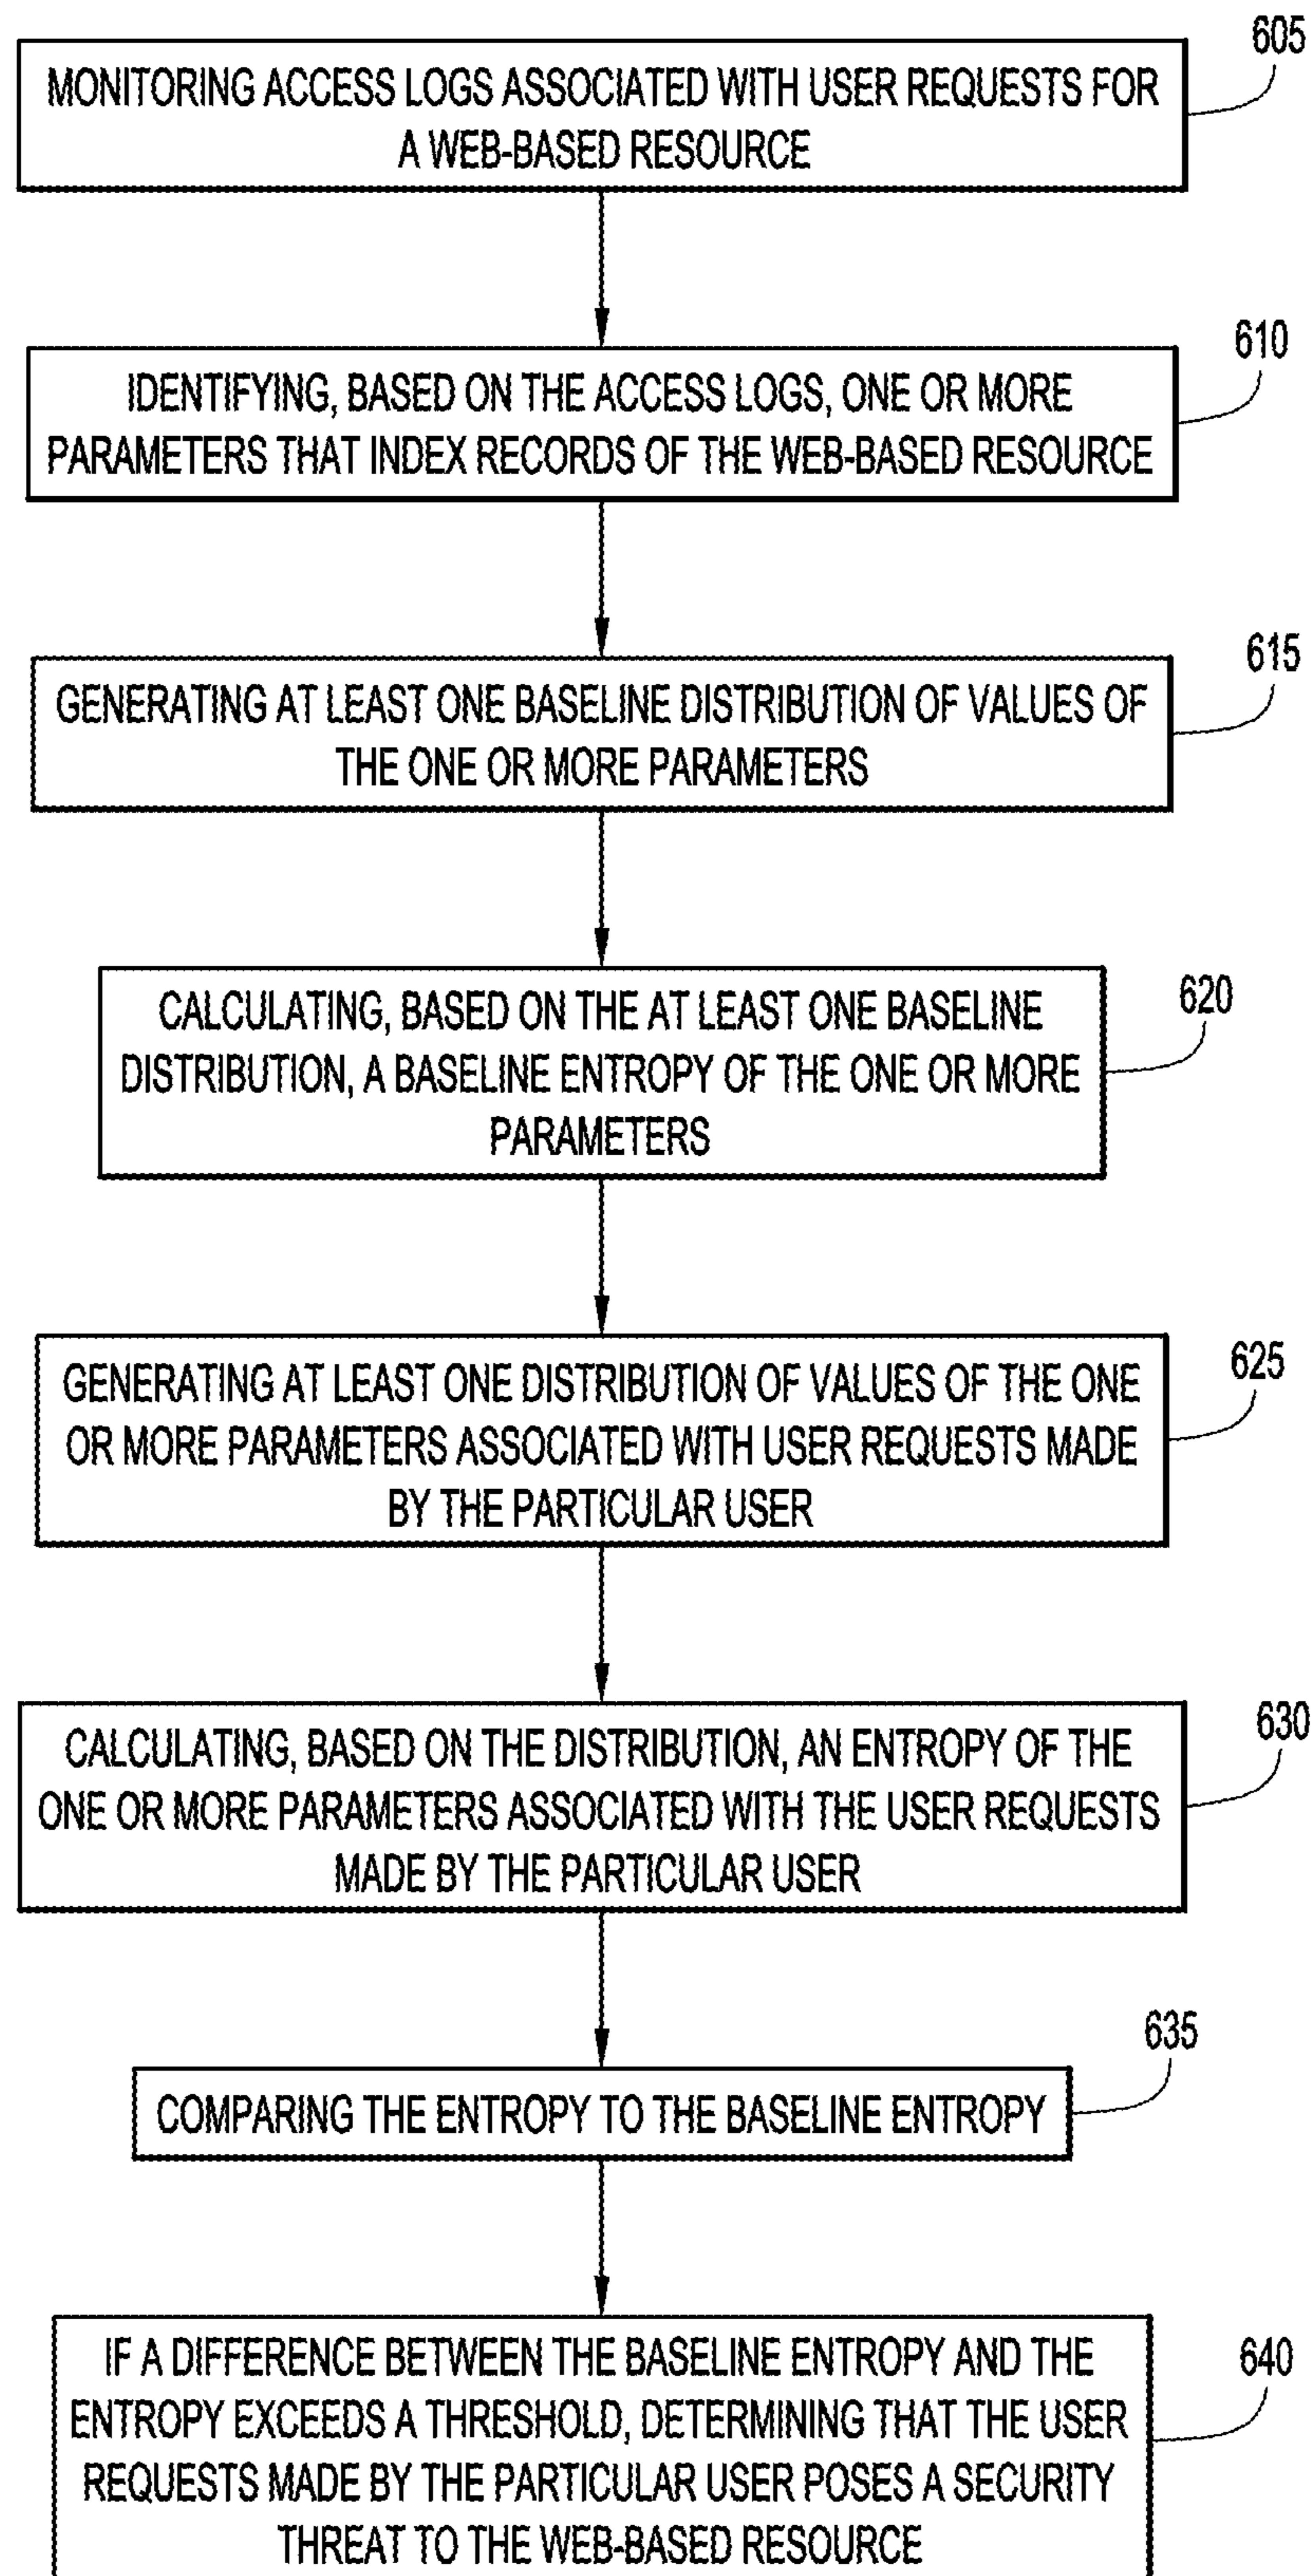 605
MONITORING ACCESS LOGS ASSOCIATED WITH USER REQUESTS FOR
A WEB-BASED RESOURCE
610
IDENTIFYING, BASED ON THE ACCESS LOGS, ONE OR MORE
PARAMETERS THAT INDEX RECORDS OF THE WEB-BASED RESOURCE
615
GENERATING AT LEAST ONE BASELINE DISTRIBUTION OF VALUES OF
THE ONE OR MORE PARAMETERS
620
CALCULATING, BASED ON THE AT LEAST ONE BASELINE
DISTRIBUTION, A BASELINE ENTROPY OF THE ONE OR MORE
PARAMETERS
625
GENERATING AT LEAST ONE DISTRIBUTION OF VALUES OF THE ONE
OR MORE PARAMETERS ASSOCIATED WITH USER REQUESTS MADE
BY THE PARTICULAR USER
630
CALCULATING, BASED ON THE DISTRIBUTION, AN ENTROPY OF THE
ONE OR MORE PARAMETERS ASSOCIATED WITH THE USER REQUESTS
MADE BY THE PARTICULAR USER
635
COMPARING THE ENTROPY TO THE BASELINE ENTROPY
640
IF A DIFFERENCE BETWEEN THE BASELINE ENTROPY AND THE
ENTROPY EXCEEDS A THRESHOLD, DETERMINING THAT THE USER
REQUESTS MADE BY THE PARTICULAR USER POSES A SECURITY
THREAT TO THE WEB-BASED RESOURCE